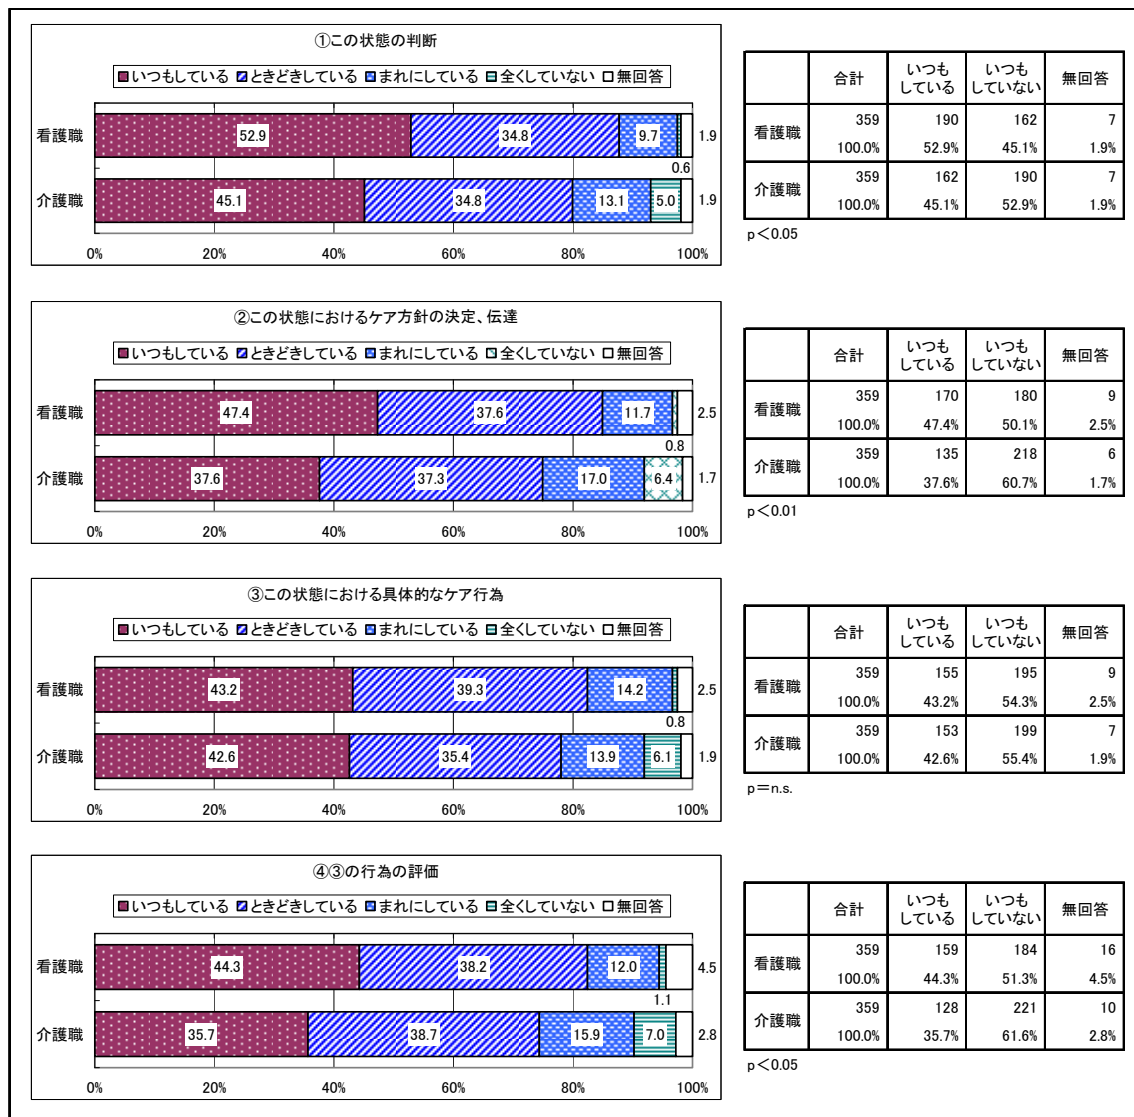 ①この状態の判断
いつもしている ときどきしている まれにしている 全くしていない 無回答
看護職 52.9 34.8 9.7 1.9
0.6
介護職 45.1 34.8 13.1 5.0 1.9
0% 20% 40% 60% 80% 100%
合計 いつもしている いつもしていない 無回答
看護職 359 190 162 7
100.0% 52.9% 45.1% 1.9%
介護職 359 162 190 7
100.0% 45.1% 52.9% 1.9%
p<0.05
②この状態におけるケア方針の決定、伝達
いつもしている ときどきしている まれにしている 全くしていない 無回答
看護職 47.4 37.6 11.7 2.5
0.8
介護職 37.6 37.3 17.0 6.4 1.7
0% 20% 40% 60% 80% 100%
合計 いつもしている いつもしていない 無回答
看護職 359 170 180 9
100.0% 47.4% 50.1% 2.5%
介護職 359 135 218 6
100.0% 37.6% 60.7% 1.7%
p<0.01
③この状態における具体的なケア行為
いつもしている ときどきしている まれにしている 全くしていない 無回答
看護職 43.2 39.3 14.2 2.5
0.8
介護職 42.6 35.4 13.9 6.1 1.9
0% 20% 40% 60% 80% 100%
合計 いつもしている いつもしていない 無回答
看護職 359 155 195 9
100.0% 43.2% 54.3% 2.5%
介護職 359 153 199 7
100.0% 42.6% 55.4% 1.9%
p=n.s.
④③の行為の評価
いつもしている ときどきしている まれにしている 全くしていない 無回答
看護職 44.3 38.2 12.0 4.5
1.1
介護職 35.7 38.7 15.9 7.0 2.8
0% 20% 40% 60% 80% 100%
合計 いつもしている いつもしていない 無回答
看護職 359 159 184 16
100.0% 44.3% 51.3% 4.5%
介護職 359 128 221 10
100.0% 35.7% 61.6% 2.8%
p<0.05